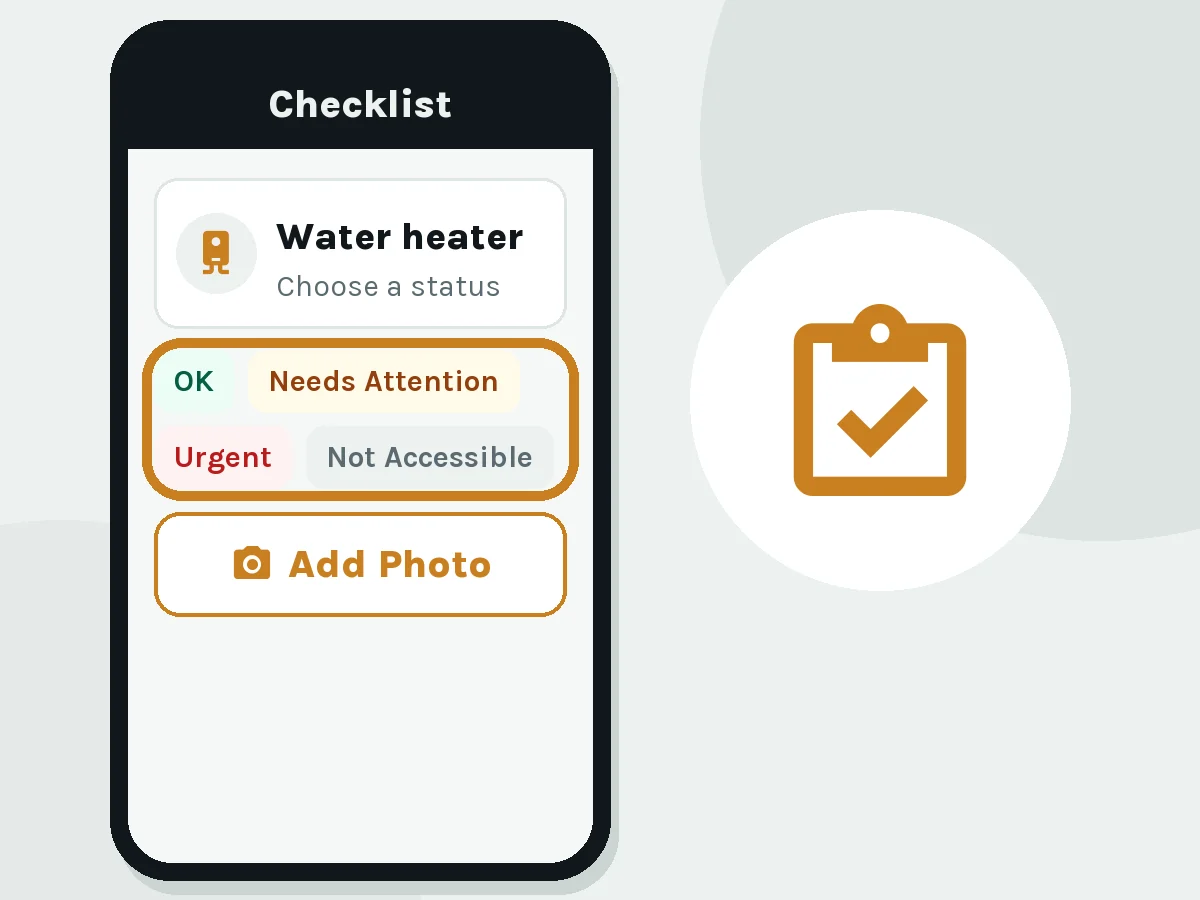 Checklist
Water heater
Choose a status
OK
Needs Attention
Urgent
Not Accessible
Add Photo